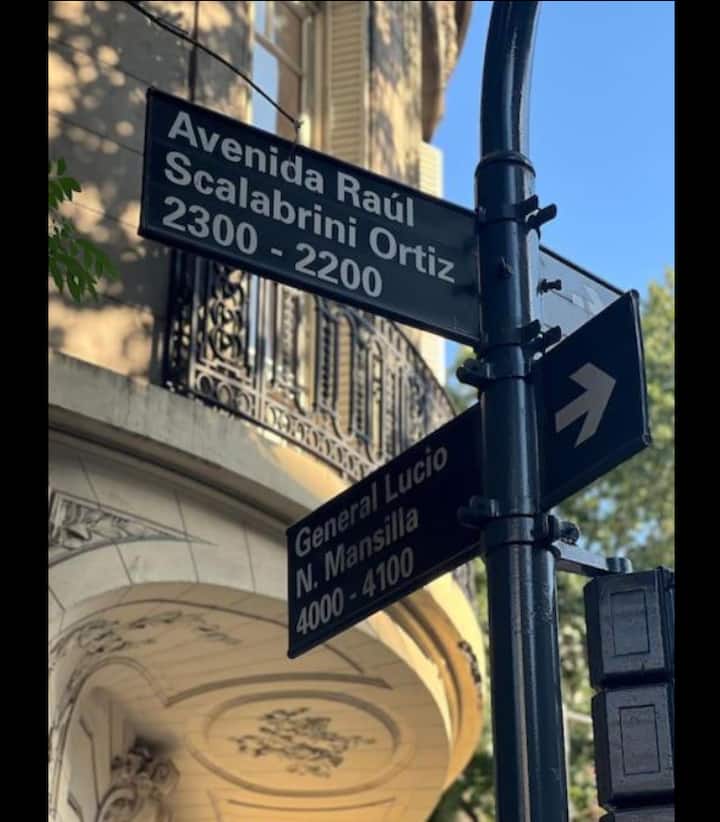 Avenida Raúl
Scalabrini Ortiz
2300 - 2200
General Lucio
N. Mansilla
4000 - 4100